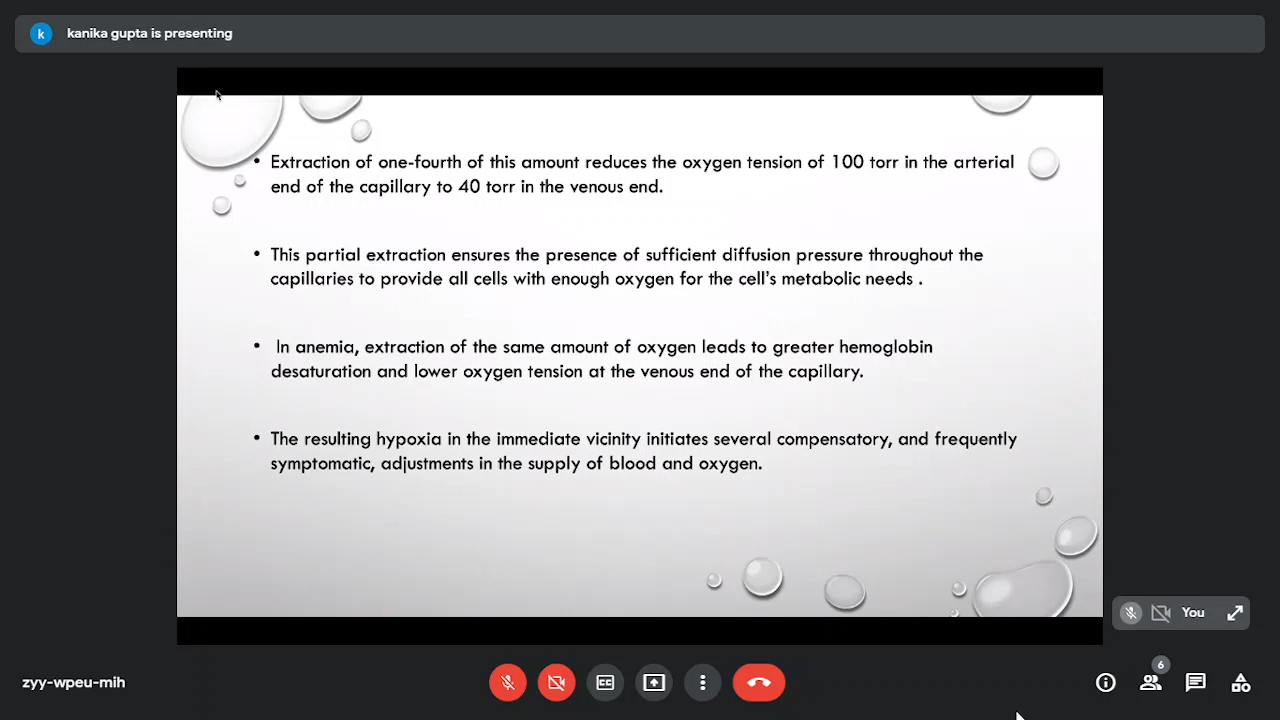 k
kanika gupta is presenting
• Extraction of one-fourth of this amount reduces the oxygen tension of 100 torr in the arterial
end of the capillary to 40 torr in the venous end.
• This partial extraction ensures the presence of sufficient diffusion pressure throughout the
capillaries to provide all cells with enough oxygen for the cell's metabolic needs .
• In anemia, extraction of the same amount of oxygen leads to greater hemoglobin
desaturation and lower oxygen tension at the venous end of the capillary.
• The resulting hypoxia in the immediate vicinity initiates several compensatory, and frequently
symptomatic, adjustments in the supply of blood and oxygen.
You
zyy-wpeu-mih
CC
6